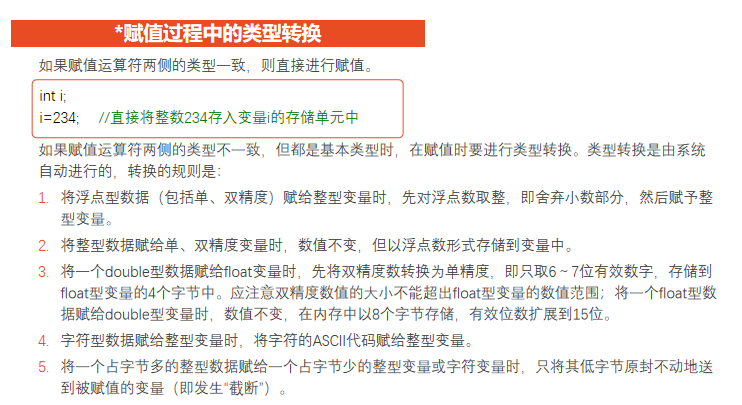 *赋值过程中的类型转换
如果赋值运算符两侧的类型一致，则直接进行赋值。
int i;
i=234; //直接将整数234存入变量i的存储单元中
如果赋值运算符两侧的类型不一致，但都是基本类型时，在赋值时要进行类型转换。类型转换是由系统
自动进行的，转换的规则是：
1. 将浮点型数据（包括单、双精度）赋给整型变量时，先对浮点数取整，即舍弃小数部分，然后赋予整
型变量。
2. 将整型数据赋给单、双精度变量时，数值不变，但以浮点数形式存储到变量中。
3. 将一个double型数据赋给float变量时，先将双精度数转换为单精度，即只取6～7位有效数字，存储到
float型变量的4个字节中。应注意双精度数值的大小不能超出float型变量的数值范围；将一个float型数
据赋给double型变量时，数值不变，在内存中以8个字节存储，有效位数扩展到15位。
4. 字符型数据赋给整型变量时，将字符的ASCII代码赋给整型变量。
5. 将一个占字节多的整型数据赋给一个占字节少的整型变量或字符变量时，只将其低字节原封不动地送
到被赋值的变量（即发生“截断”）。